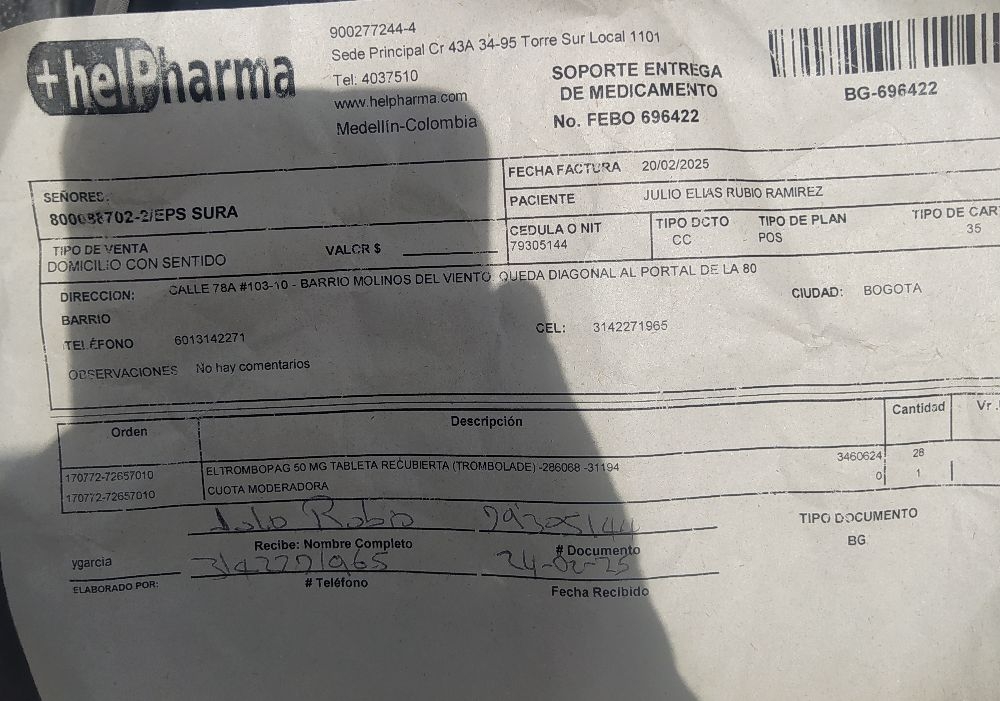 +helPharma
900277244-4
Sede Principal Cr 43A 34-95 Torre Sur Local 1101
Tel: 4037510
www.helpharma.com
Medellín-Colombia
SOPORTE ENTREGA
DE MEDICAMENTO
No. FEBO 696422
BG-696422
SEÑORES:
800088702-2/EPS SURA
FECHA FACTURA 20/02/2025
PACIENTE JULIO ELIAS RUBIO RAMIREZ
CEDULA O NIT TIPO DCTO TIPO DE PLAN TIPO DE CAR
79305144 CC POS 35
TIPO DE VENTA VALOR $
DOMICILIO CON SENTIDO
DIRECCION: CALLE 78A #103-10 - BARRIO MOLINOS DEL VIENTO. QUEDA DIAGONAL AL PORTAL DE LA 80
CIUDAD: BOGOTA
BARRIO
TELÉFONO 6013142271 CEL: 3142271965
OBSERVACIONES No hay comentarios
Orden Descripción Cantidad Vr
170772-72657010 ELTROMBOPAG 50 MG TABLETA RECUBIERTA (TROMBOLADE) -286068 -31194 3460624 28
170772-72657010 CUOTA MODERADORA 0 1
Julo Rubio 79305144
Recibe: Nombre Completo # Documento
TIPO DOCUMENTO
BG
ygarcia 3142271965 24-02-25
ELABORADO POR: # Teléfono Fecha Recibido